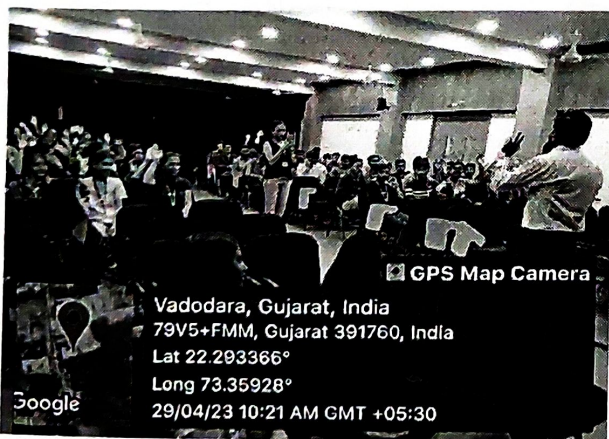 GPS Map Camera
Vadodara, Gujarat, India
79V5+FMM, Gujarat 391760, India
Lat 22.293366°
Long 73.35928°
29/04/23 10:21 AM GMT +05:30
Google